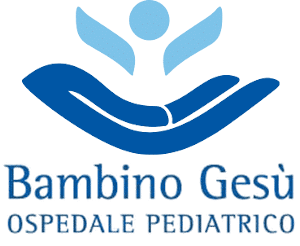 Bambino Gesù
OSPEDALE PEDIATRICO